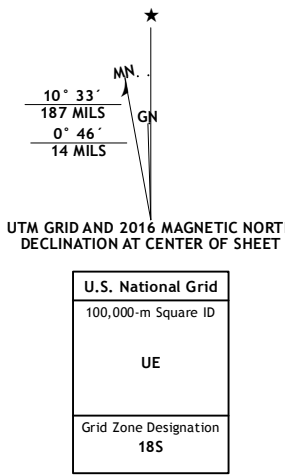 ★
MN
GN
10° 33´
187 MILS
0° 46´
14 MILS
UTM GRID AND 2016 MAGNETIC NORT
DECLINATION AT CENTER OF SHEET
U.S. National Grid
100,000-m Square ID
UE
Grid Zone Designation
18S